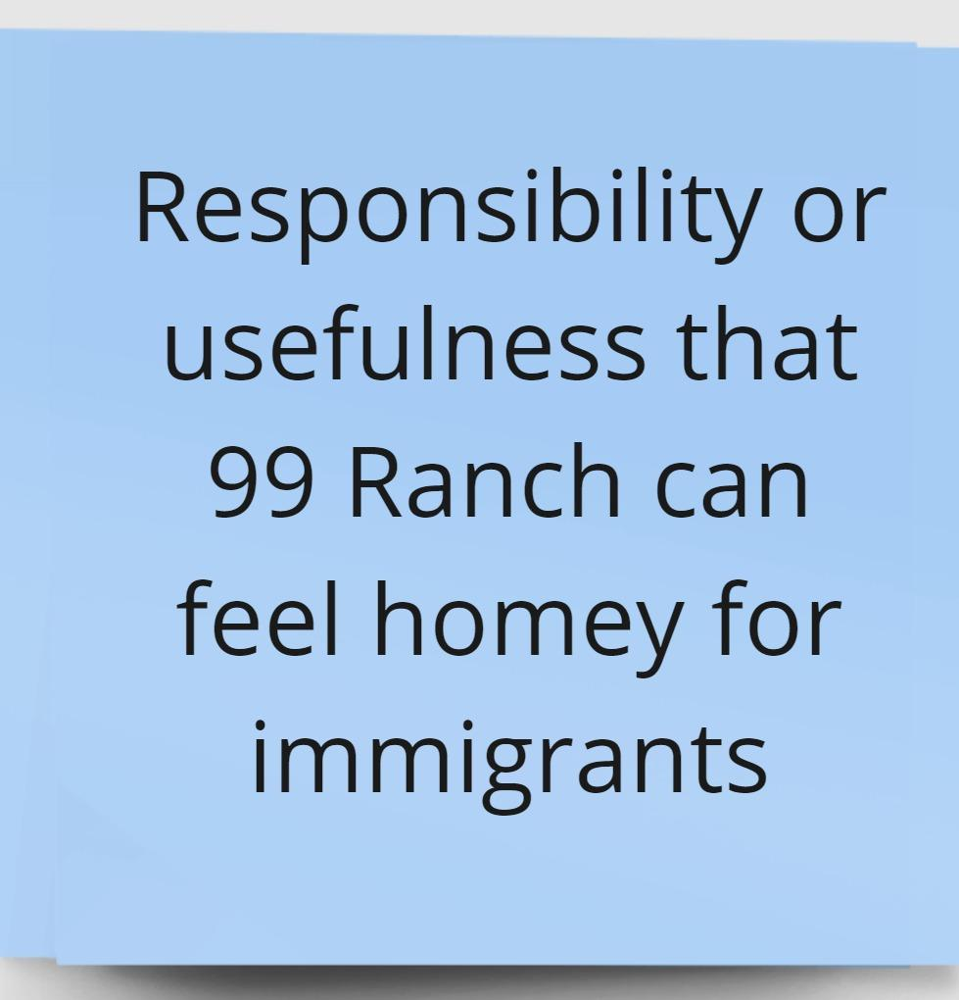 Responsibility or
usefulness that
99 Ranch can
feel homey for
immigrants